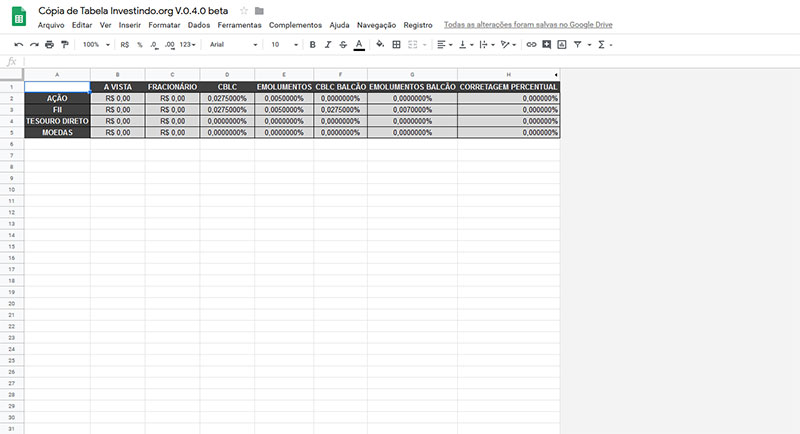 Cópia de Tabela Investindo.org V.0.4.0 beta
Arquivo Editar Ver Inserir Formatar Dados Ferramentas Complementos Ajuda Navegação Registro Todas as alterações foram salvas no Google Drive
100% R$ % .0 .00 123 Arial 10 B I S A
fx
A B C D E F G H
1 A VISTA FRACIONÁRIO CBLC EMOLUMENTOS CBLC BALCÃO EMOLUMENTOS BALCÃO CORRETAGEM PERCENTUAL
2 AÇÃO R$ 0,00 R$ 0,00 0,0275000% 0,0050000% 0,0000000% 0,0000000% 0,000000%
3 FII R$ 0,00 R$ 0,00 0,0275000% 0,0050000% 0,0275000% 0,0070000% 0,000000%
4 TESOURO DIRETO R$ 0,00 R$ 0,00 0,0000000% 0,0000000% 0,0000000% 0,0000000% 0,000000%
5 MOEDAS R$ 0,00 R$ 0,00 0,0000000% 0,0000000% 0,0000000% 0,0000000% 0,000000%
6
7
8
9
10
11
12
13
14
15
16
17
18
19
20
21
22
23
24
25
26
27
28
29
30
31